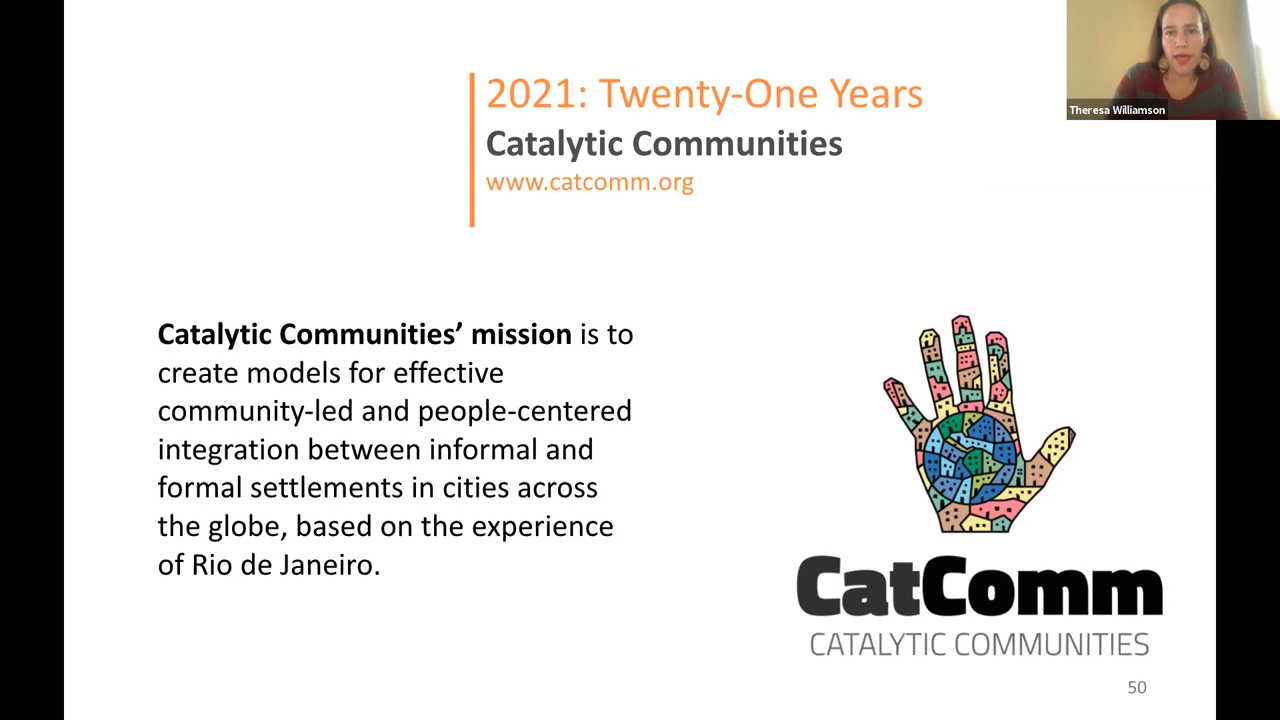 2021: Twenty-One Years
Catalytic Communities
www.catcomm.org
Theresa Williamson
Catalytic Communities’ mission is to
create models for effective
community-led and people-centered
integration between informal and
formal settlements in cities across
the globe, based on the experience
of Rio de Janeiro.
CatComm
CATALYTIC COMMUNITIES
50